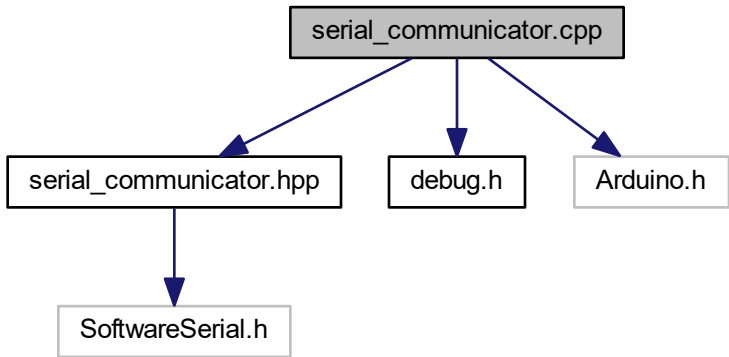 serial_communicator.cpp
serial_communicator.hpp
debug.h
Arduino.h
SoftwareSerial.h